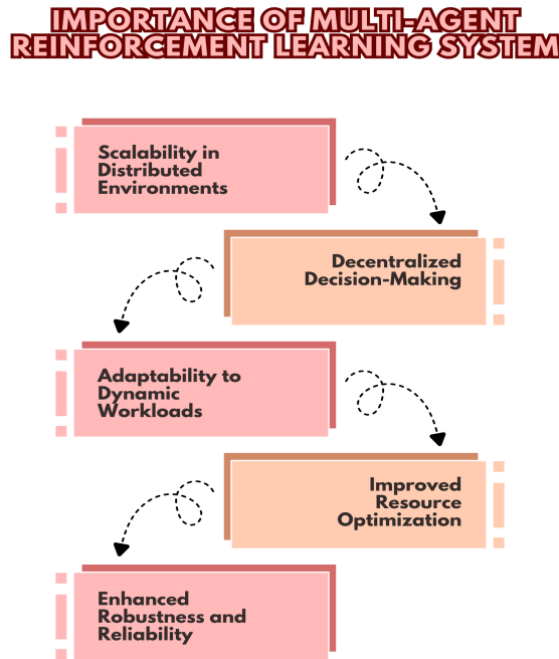 IMPORTANCE OF MULTI-AGENT
REINFORCEMENT LEARNING SYSTEM
Scalability in
Distributed
Environments
Decentralized
Decision-Making
Adaptability to
Dynamic
Workloads
Improved
Resource
Optimization
Enhanced
Robustness and
Reliability